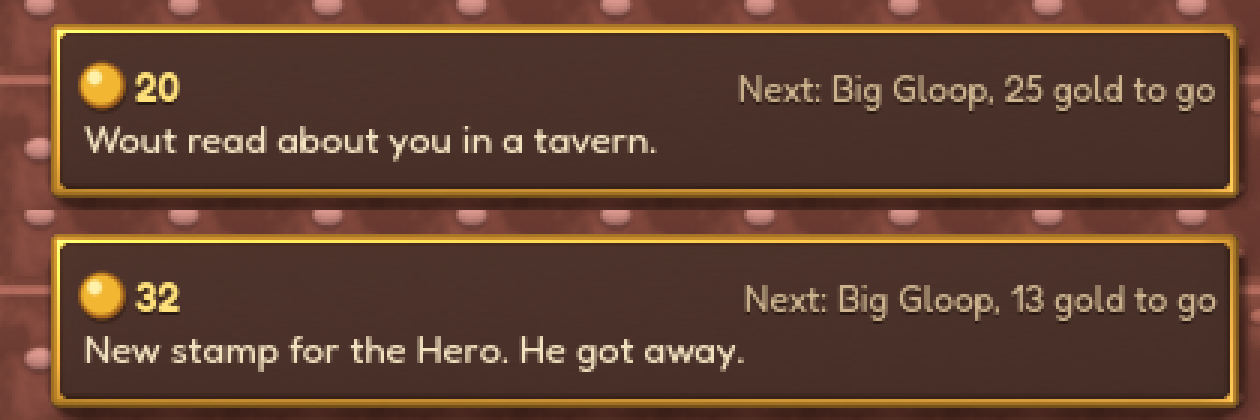 20
Next: Big Gloop, 25 gold to go
Wout read about you in a tavern.
32
Next: Big Gloop, 13 gold to go
New stamp for the Hero. He got away.